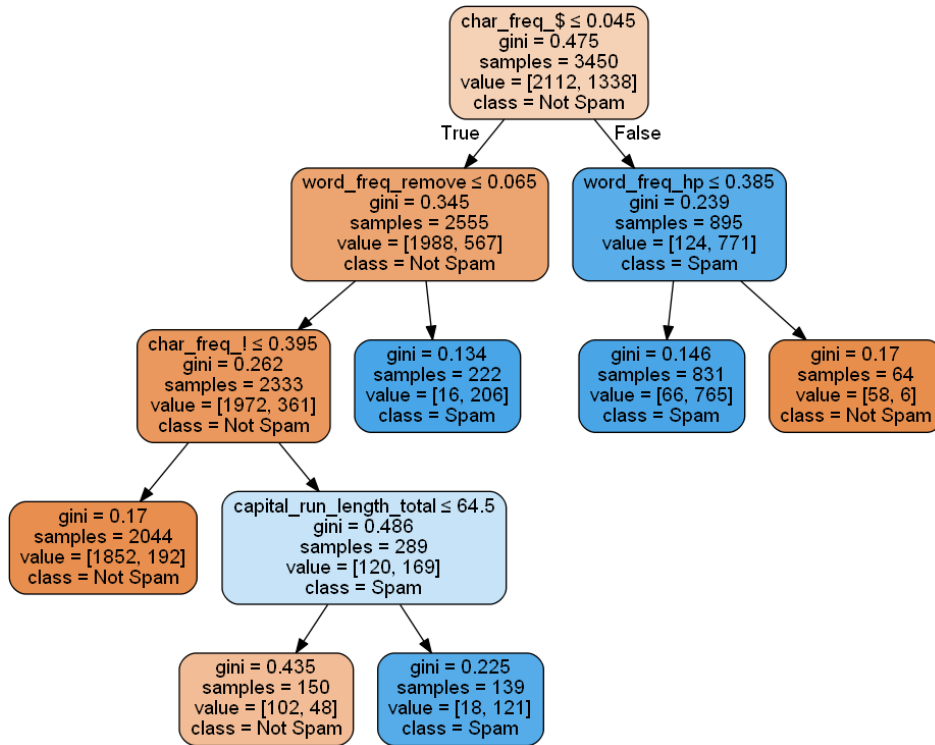 char_freq_$ ≤ 0.045
gini = 0.475
samples = 3450
value = [2112, 1338]
class = Not Spam
True
False
word_freq_remove ≤ 0.065
gini = 0.345
samples = 2555
value = [1988, 567]
class = Not Spam
word_freq_hp ≤ 0.385
gini = 0.239
samples = 895
value = [124, 771]
class = Spam
char_freq_! ≤ 0.395
gini = 0.262
samples = 2333
value = [1972, 361]
class = Not Spam
gini = 0.134
samples = 222
value = [16, 206]
class = Spam
gini = 0.146
samples = 831
value = [66, 765]
class = Spam
gini = 0.17
samples = 64
value = [58, 6]
class = Not Spam
gini = 0.17
samples = 2044
value = [1852, 192]
class = Not Spam
capital_run_length_total ≤ 64.5
gini = 0.486
samples = 289
value = [120, 169]
class = Spam
gini = 0.435
samples = 150
value = [102, 48]
class = Not Spam
gini = 0.225
samples = 139
value = [18, 121]
class = Spam